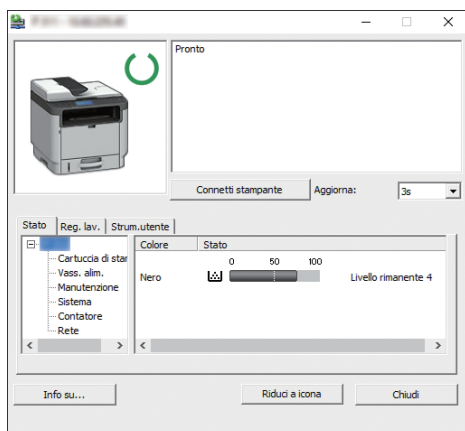 Pronto
Connetti stampante
Aggiorna:
3s
Stato
Reg. lav.
Strum.utente
Cartuccia di star
Vass. alim.
Manutenzione
Sistema
Contatore
Rete
Colore
Stato
0 50 100
Nero
Livello rimanente 4
Info su...
Riduci a icona
Chiudi